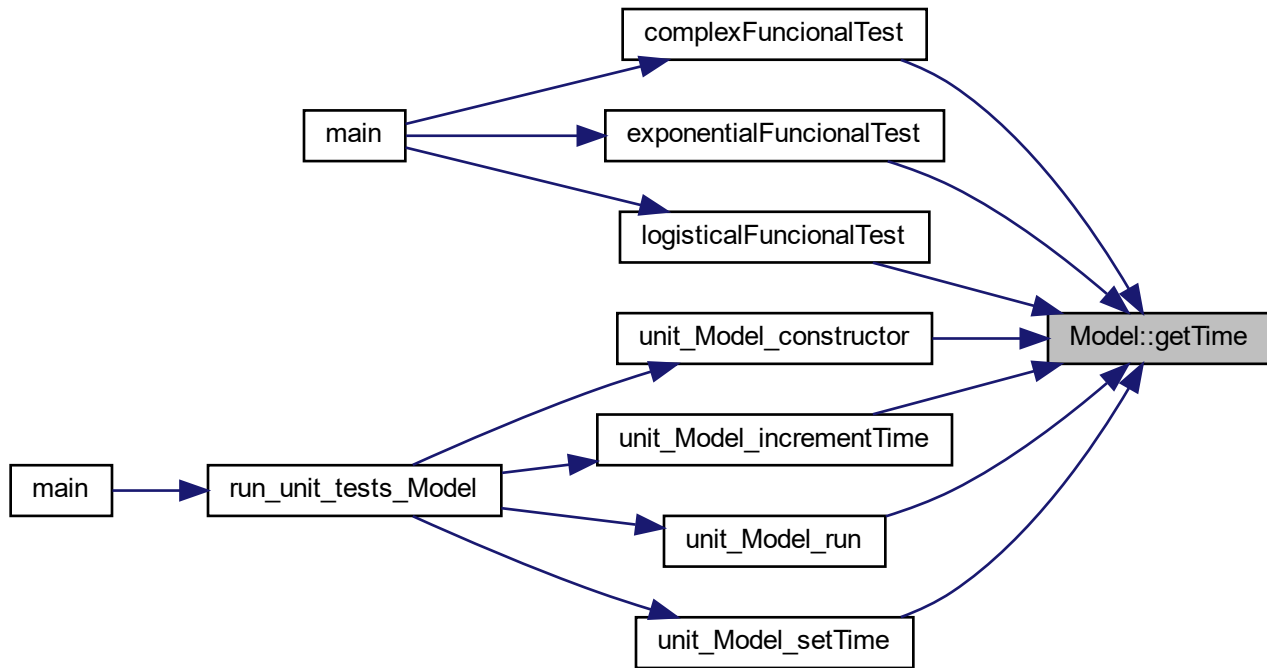 complexFuncionalTest
main
exponentialFuncionalTest
logisticalFuncionalTest
unit_Model_constructor
Model::getTime
unit_Model_incrementTime
main
run_unit_tests_Model
unit_Model_run
unit_Model_setTime